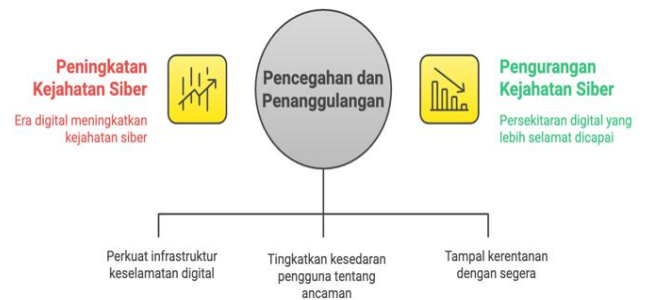 Peningkatan
Kejahatan Siber
Era digital meningkatkan
kejahatan siber
Pencegahan dan
Penanggulangan
Pengurangan
Kejahatan Siber
Persekitaran digital yang
lebih selamat dicapai
Perkuat infrastruktur
keselamatan digital
Tingkatkan kesedaran
pengguna tentang
ancaman
Tampal kerentanan
dengan segera